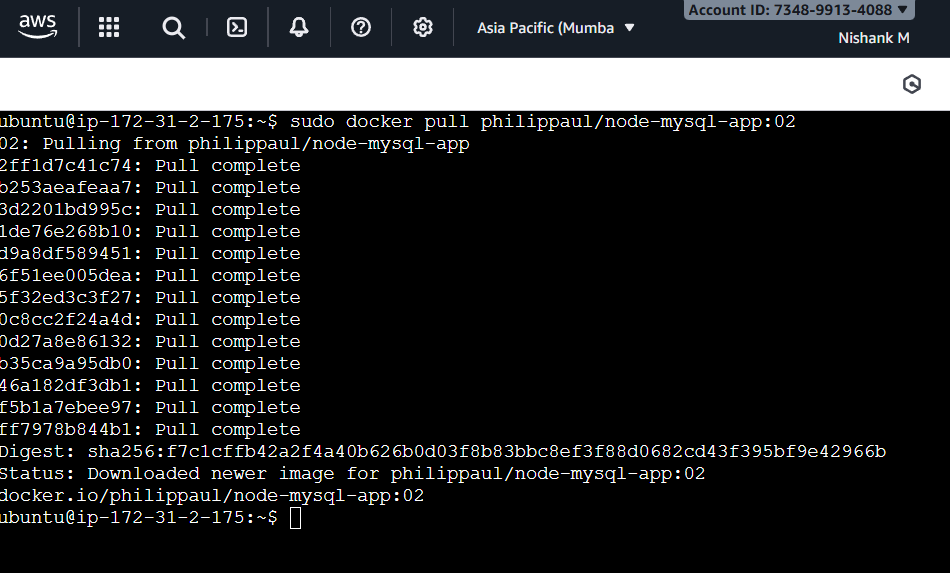 aws
Asia Pacific (Mumba
Account ID: 7348-9913-4088
Nishank M
ubuntu@ip-172-31-2-175:~$ sudo docker pull philippaul/node-mysql-app:02
02: Pulling from philippaul/node-mysql-app
2ff1d7c41c74: Pull complete
b253aeafeaa7: Pull complete
3d2201bd995c: Pull complete
1de76e268b10: Pull complete
d9a8df589451: Pull complete
6f51ee005dea: Pull complete
5f32ed3c3f27: Pull complete
0c8cc2f24a4d: Pull complete
0d27a8e86132: Pull complete
b35ca9a95db0: Pull complete
46a182df3db1: Pull complete
f5b1a7ebee97: Pull complete
ff7978b844b1: Pull complete
Digest: sha256:f7c1cffb42a2f4a40b626b0d03f8b83bbc8ef3f88d0682cd43f395bf9e42966b
Status: Downloaded newer image for philippaul/node-mysql-app:02
docker.io/philippaul/node-mysql-app:02
ubuntu@ip-172-31-2-175:~$